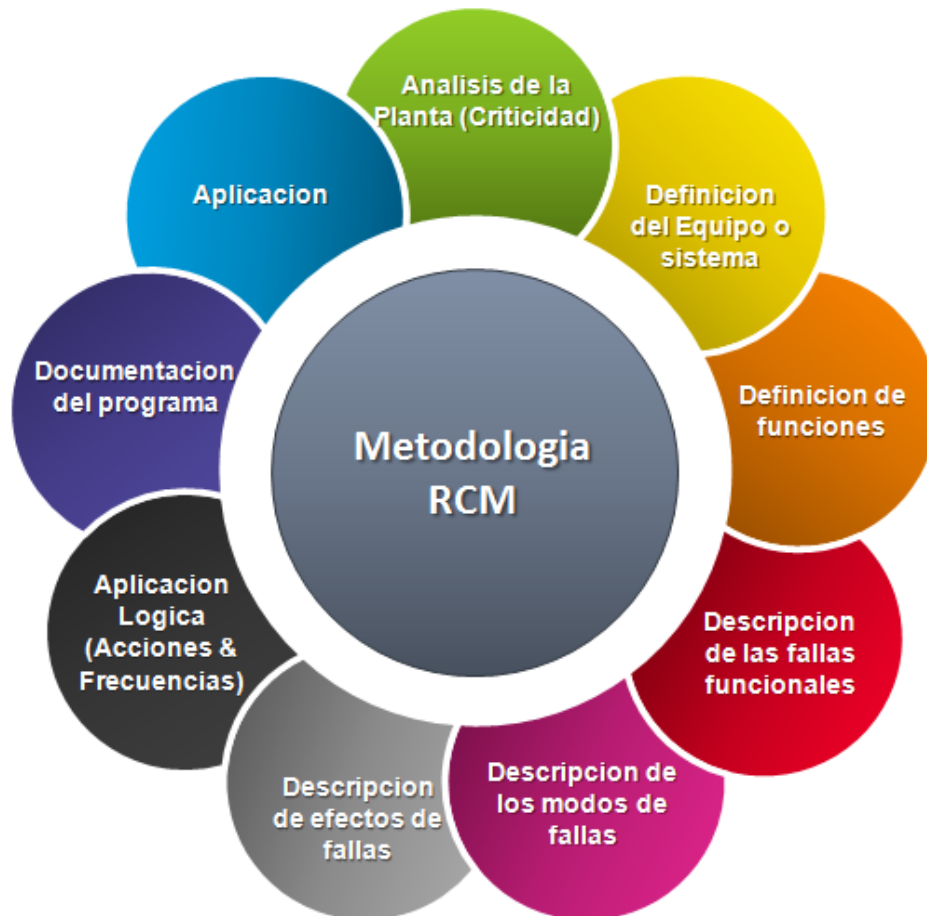 Analisis de la
Planta (Criticidad)
Definicion
del Equipo o
sistema
Definicion de
funciones
Descripcion
de las fallas
funcionales
Descripcion de
los modos de
fallas
Descripcion
de efectos de
fallas
Aplicacion
Logica
(Acciones &
Frecuencias)
Documentacion
del programa
Aplicacion
Metodologia
RCM